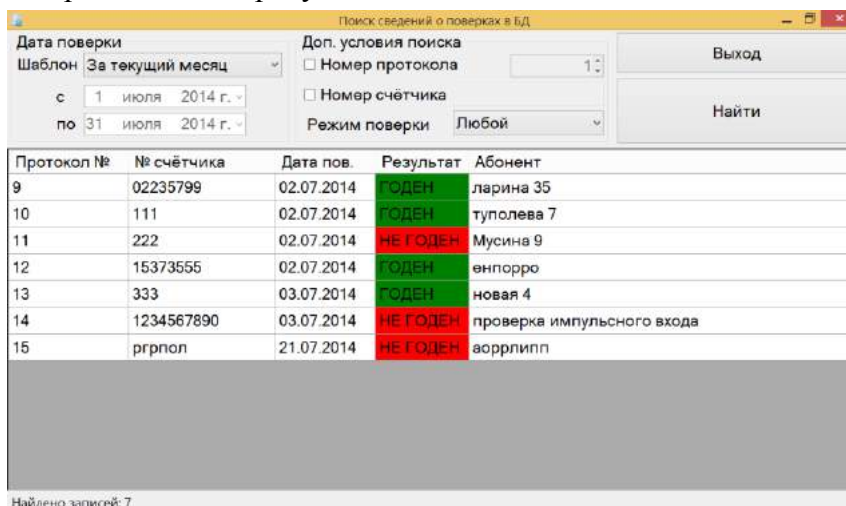 Поиск сведений о поверках в БД
Дата поверки
Шаблон За текущий месяц
с 1 июля 2014 г.
по 31 июля 2014 г.
Доп. условия поиска
Номер протокола 1
Номер счётчика
Режим поверки Любой
Выход
Найти
Протокол № № счётчика Дата пов. Результат Абонент
9 02235799 02.07.2014 ГОДЕН ларина 35
10 111 02.07.2014 ГОДЕН туполева 7
11 222 02.07.2014 НЕ ГОДЕН Мусина 9
12 15373555 02.07.2014 ГОДЕН енпорро
13 333 03.07.2014 ГОДЕН новая 4
14 1234567890 03.07.2014 НЕ ГОДЕН проверка импульсного входа
15 ргрпол 21.07.2014 НЕ ГОДЕН аоррлипп
Найдено записей: 7